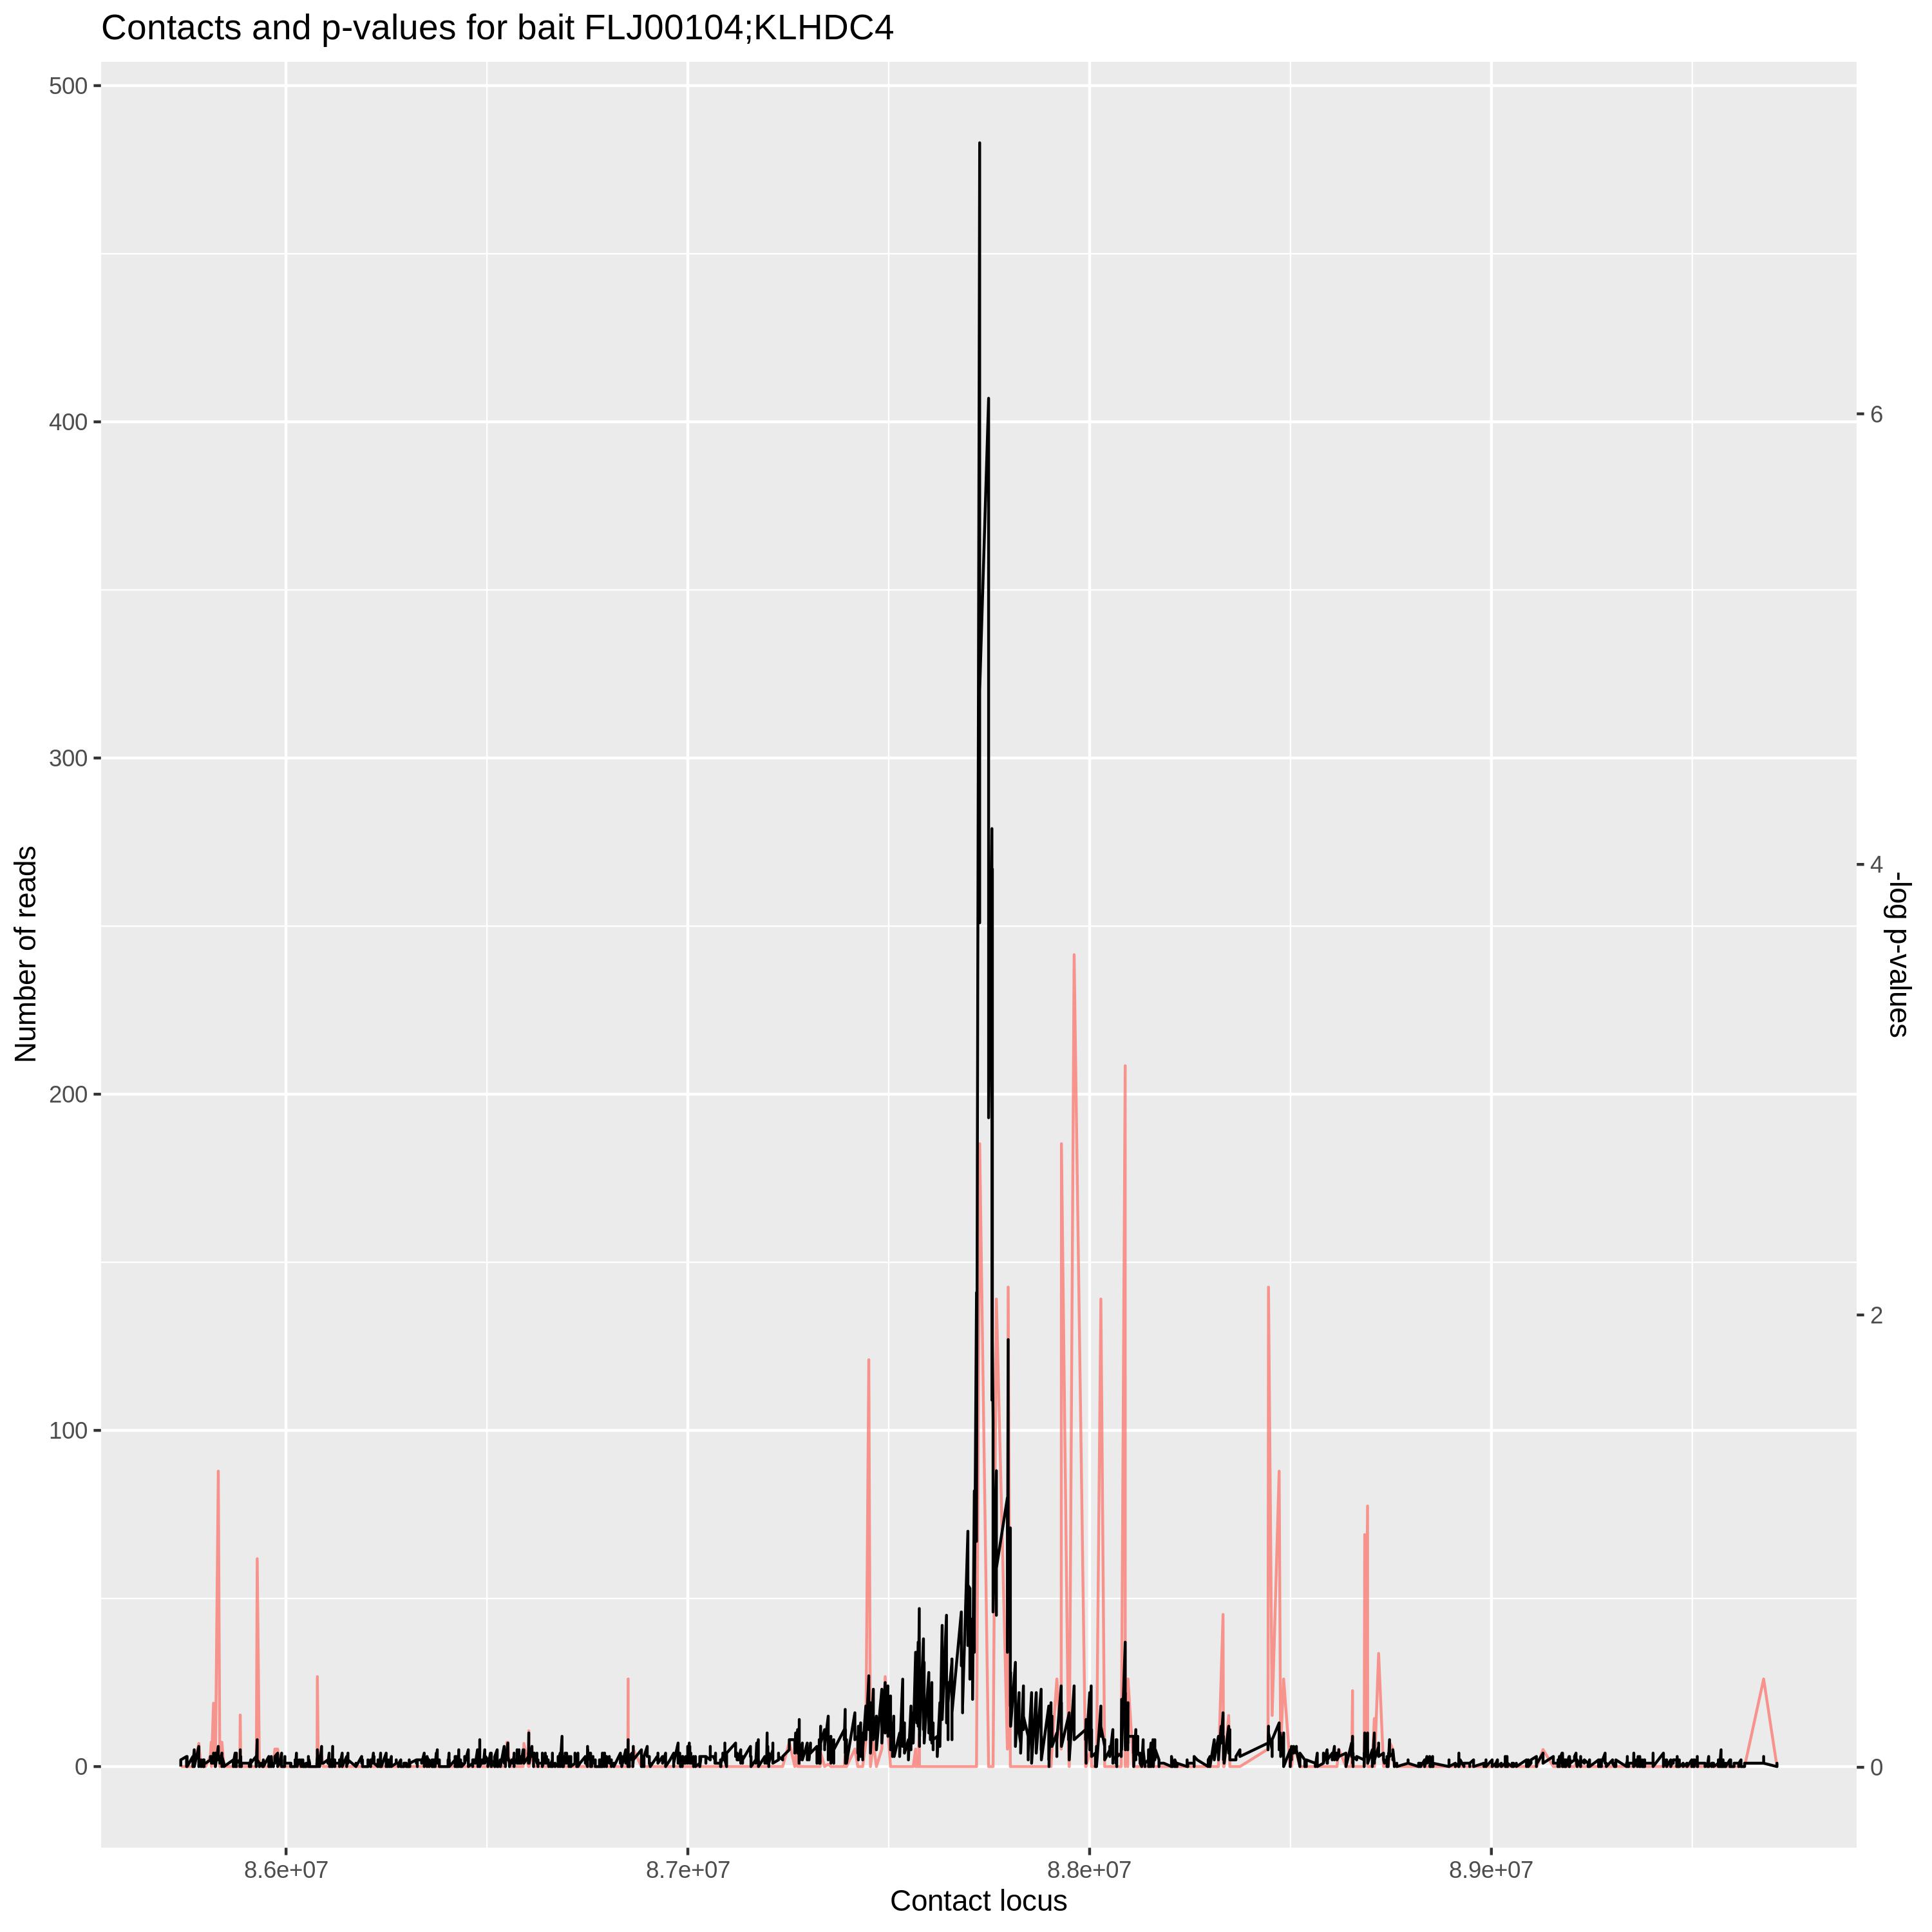 Contacts and p-values for bait FLJ00104;KLHDC4
500
400
300
200
100
0
Number of reads
6
4
2
0
-log p-values
8.6e+07 8.7e+07 8.8e+07 8.9e+07
Contact locus